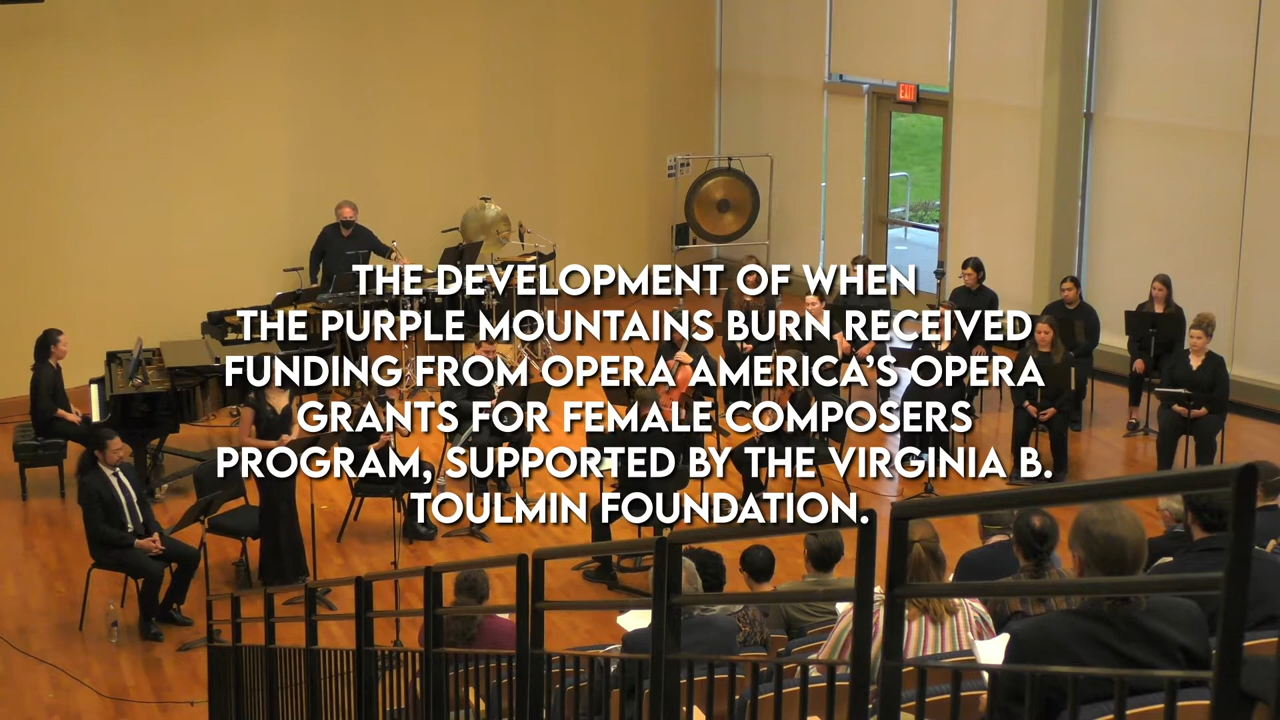 EXIT
THE DEVELOPMENT OF WHEN
THE PURPLE MOUNTAINS BURN RECEIVED
FUNDING FROM OPERA AMERICA'S OPERA
GRANTS FOR FEMALE COMPOSERS
PROGRAM, SUPPORTED BY THE VIRGINIA B.
TOULMIN FOUNDATION.